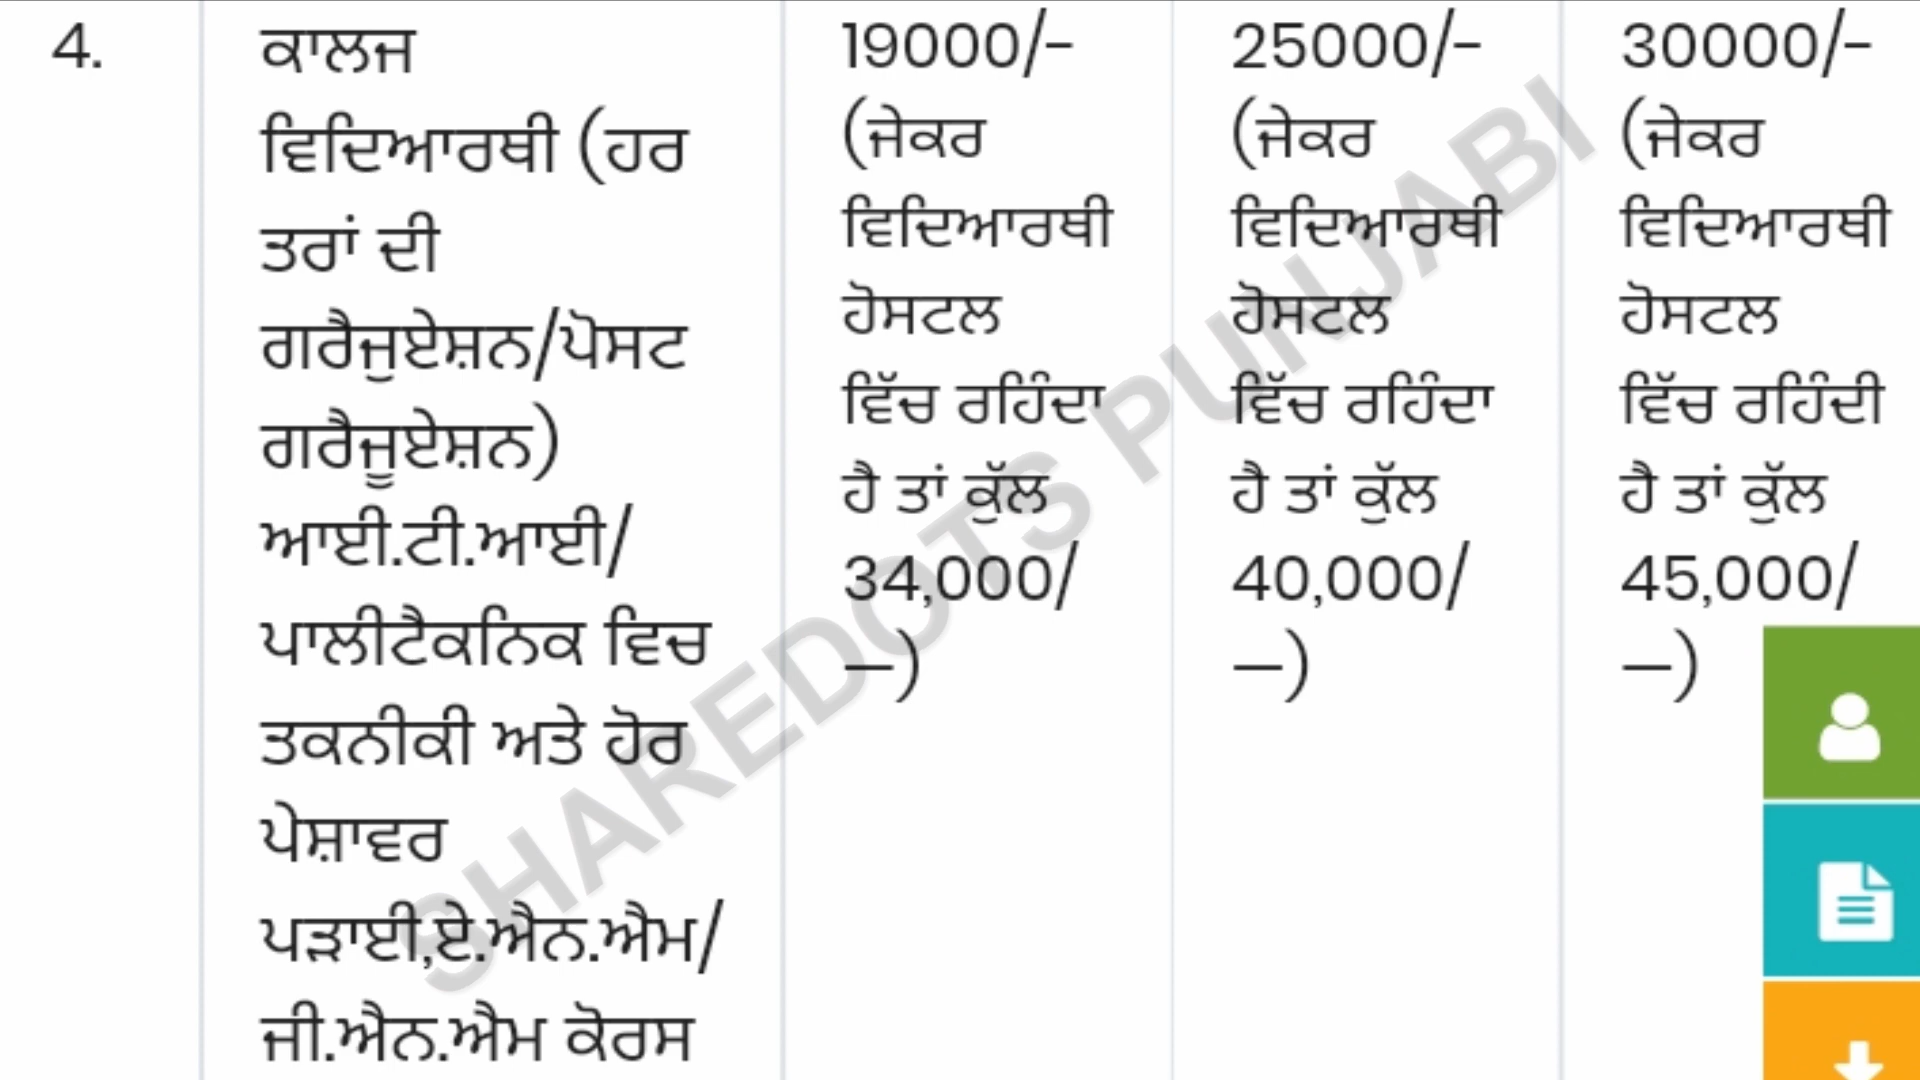 4.
ਕਾਲਜ
ਵਿਦਿਆਰਥੀ (ਹਰ
ਤਰਾਂ ਦੀ
ਗਰੈਜੁਏਸ਼ਨ/ਪੋਸਟ
ਗਰੈਜੂਏਸ਼ਨ)
ਆਈ.ਟੀ.ਆਈ/
ਪਾਲੀਟੈਕਨਿਕ ਵਿਚ
ਤਕਨੀਕੀ ਅਤੇ ਹੋਰ
ਪੇਸ਼ਾਵਰ
ਪੜਾਈ,ਏ.ਐਨ.ਐਮ/
ਜੀ.ਐਨ.ਐਮ ਕੋਰਸ
19000/-
(ਜੇਕਰ
ਵਿਦਿਆਰਥੀ
ਹੋਸਟਲ
ਵਿੱਚ ਰਹਿੰਦਾ
ਹੈ ਤਾਂ ਕੁੱਲ
34,000/
—)
25000/-
(ਜੇਕਰ
ਵਿਦਿਆਰਥੀ
ਹੋਸਟਲ
ਵਿੱਚ ਰਹਿੰਦਾ
ਹੈ ਤਾਂ ਕੁੱਲ
40,000/
—)
30000/-
(ਜੇਕਰ
ਵਿਦਿਆਰਥੀ
ਹੋਸਟਲ
ਵਿੱਚ ਰਹਿੰਦੀ
ਹੈ ਤਾਂ ਕੁੱਲ
45,000/
—)
SHAREDOTS PUNJABI